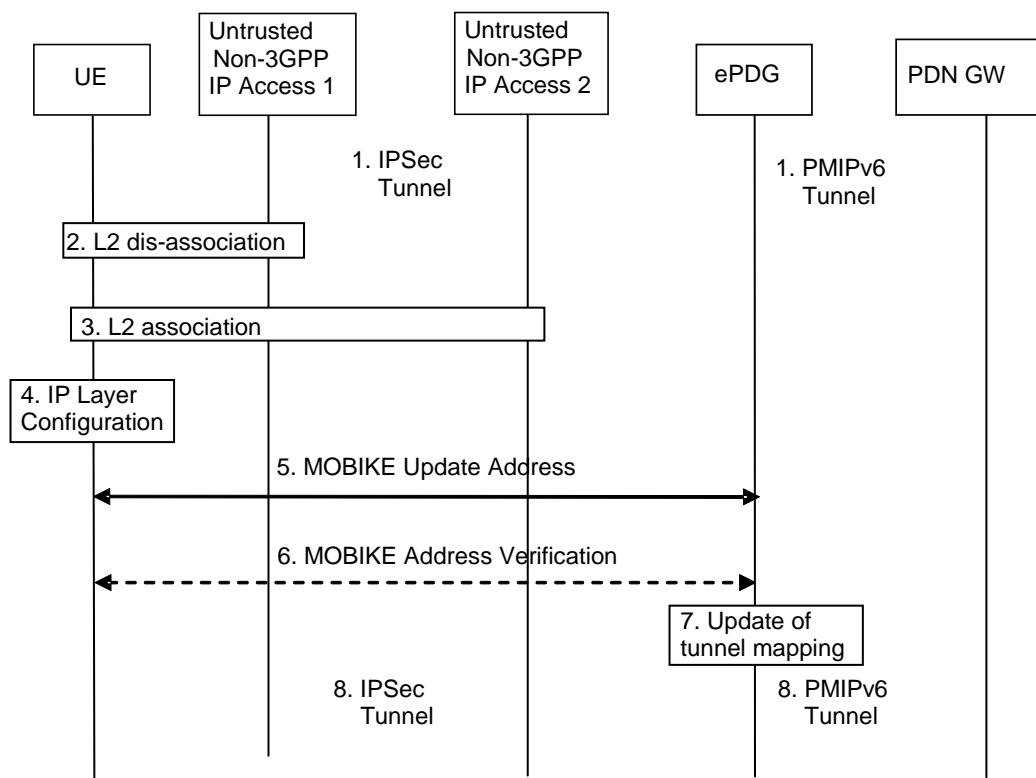 UE
Untrusted
Non-3GPP
IP Access 1
Untrusted
Non-3GPP
IP Access 2
ePDG
PDN GW
1. IPSec
Tunnel
1. PMIPv6
Tunnel
2. L2 dis-association
3. L2 association
4. IP Layer
Configuration
5. MOBIKE Update Address
6. MOBIKE Address Verification
7. Update of
tunnel mapping
8. IPSec
Tunnel
8. PMIPv6
Tunnel